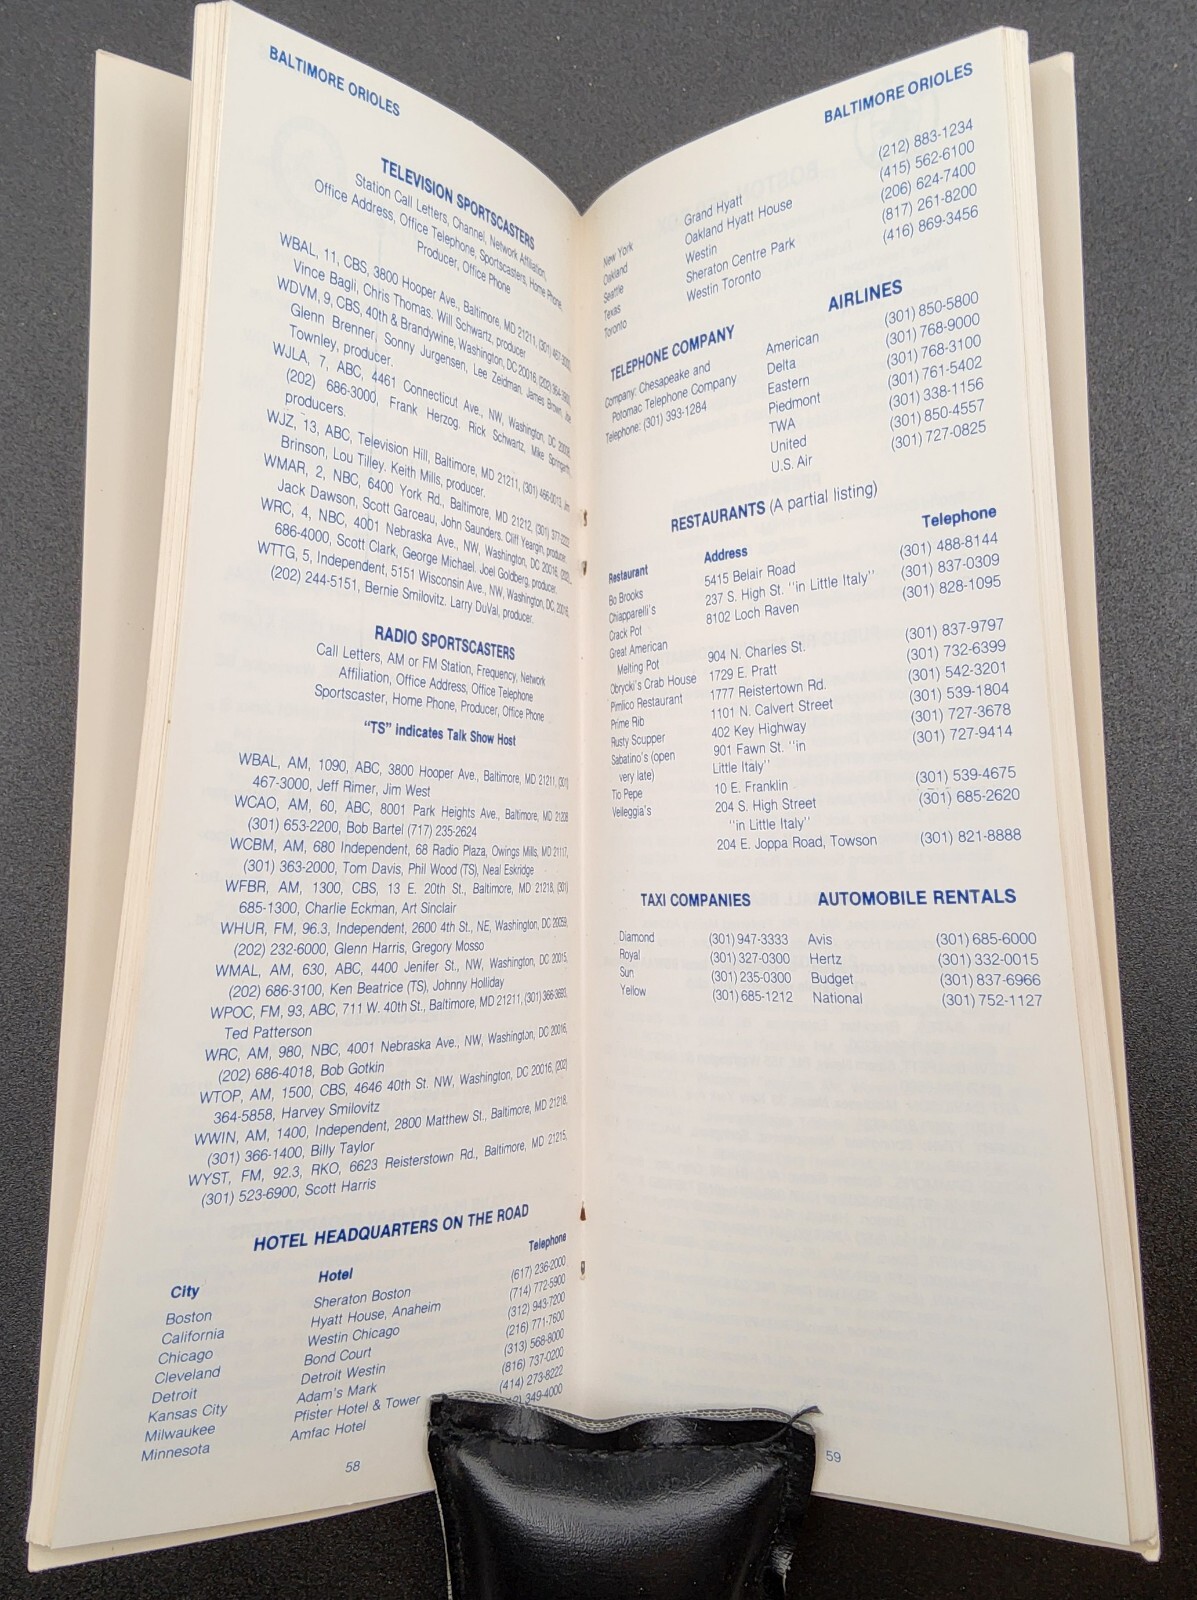 BALTIMORE ORIOLES
TELEVISION SPORTSCASTERS
Station Call Letters, Channel, Network Affiliation,
Office Address, Office Telephone, Sportscasters, Home Phone,
Producer, Office Phone
WBAL, 11, CBS, 3800 Hooper Ave., Baltimore, MD 21211, (301)
Vince Bagli, Chris Thomas. Will Schwartz, producer
WDVM, 9, CBS, 40th & Brandywine, Washington, DC 20016, (202)
Glenn Brenner, Sonny Jurgensen, Lee Zeidman, James Brown, Joe
Townley, producer.
WJLA, 7, ABC, 4461 Connecticut Ave., NW, Washington, DC 20008,
(202) 686-3000, Frank Herzog. Rick Schwartz, Mike
producers.
WJZ, 13, ABC, Television Hill, Baltimore, MD 21211, (301) 466-0013, Jim
Brinson, Lou Tilley. Keith Mills, producer.
WMAR, 2, NBC, 6400 York Rd., Baltimore, MD 21212, (301) 377-2222
Jack Dawson, Scott Garceau, John Saunders. Cliff Yeargin, producer.
WRC, 4, NBC, 4001 Nebraska Ave., NW, Washington, DC 20016, (202)
686-4000, Scott Clark, George Michael. Joel Goldberg, producer.
WTTG, 5, Independent, 5151 Wisconsin Ave., NW, Washington, DC, 20016,
(202) 244-5151, Bernie Smilovitz. Larry DuVal, producer.
RADIO SPORTSCASTERS
Call Letters, AM or FM Station, Frequency, Network
Affiliation, Office Address, Office Telephone
Sportscaster, Home Phone, Producer, Office Phone
"TS" indicates Talk Show Host
WBAL, AM, 1090, ABC, 3800 Hooper Ave., Baltimore, MD 21211, (301)
467-3000, Jeff Rimer, Jim West
WCAO, AM, 60, ABC, 8001 Park Heights Ave., Baltimore, MD 21208
(301) 653-2200, Bob Bartel (717) 235-2624
WCBM, AM, 680 Independent, 68 Radio Plaza, Owings Mills, MD 21117,
(301) 363-2000, Tom Davis, Phil Wood (TS), Neal Eskridge
WFBR, AM, 1300, CBS, 13 E. 20th St., Baltimore, MD 21218, (301)
685-1300, Charlie Eckman, Art Sinclair
WHUR, FM, 96.3, Independent, 2600 4th St., NE, Washington, DC 20059,
(202) 232-6000, Glenn Harris, Gregory Mosso
WMAL, AM, 630, ABC, 4400 Jenifer St., NW, Washington, DC 20015,
(202) 686-3100, Ken Beatrice (TS), Johnny Holliday
WPOC, FM, 93, ABC, 711 W. 40th St., Baltimore, MD 21211, (301) 366-3693,
Ted Patterson
WRC, AM, 980, NBC, 4001 Nebraska Ave., NW, Washington, DC 20016,
(202) 686-4018, Bob Gotkin
WTOP, AM, 1500, CBS, 4646 40th St. NW, Washington, DC 20016, (202)
364-5858, Harvey Smilovitz
WWIN, AM, 1400, Independent, 2800 Matthew St., Baltimore, MD 21218,
(301) 366-1400, Billy Taylor
WYST, FM, 92.3, RKO, 6623 Reisterstown Rd., Baltimore, MD 21215,
(301) 523-6900, Scott Harris
HOTEL HEADQUARTERS ON THE ROAD
City Hotel Telephone
Boston Sheraton Boston (617) 236-2000
California Hyatt House, Anaheim (714) 772-5900
Chicago Westin Chicago (312) 943-7200
Cleveland Bond Court (216) 771-7600
Detroit Detroit Westin (313) 568-8000
Kansas City Adam's Mark (816) 737-0200
Milwaukee Pfister Hotel & Tower (414) 273-8222
Minnesota Amfac Hotel 349-4000
58
BALTIMORE ORIOLES
New York Grand Hyatt (212) 883-1234
Oakland Oakland Hyatt House (415) 562-6100
Seattle Westin (206) 624-7400
Texas Sheraton Centre Park (817) 261-8200
Toronto Westin Toronto (416) 869-3456
TELEPHONE COMPANY
Company: Chesapeake and
Potomac Telephone Company
Telephone: (301) 393-1284
AIRLINES
American (301) 850-5800
Delta (301) 768-9000
Eastern (301) 768-3100
Piedmont (301) 761-5402
TWA (301) 338-1156
United (301) 850-4557
U.S. Air (301) 727-0825
RESTAURANTS (A partial listing)
Restaurant Address Telephone
Bo Brooks 5415 Belair Road (301) 488-8144
Chiapparelli's 237 S. High St. "in Little Italy" (301) 837-0309
Crack Pot 8102 Loch Raven (301) 828-1095
Great American
Melting Pot 904 N. Charles St. (301) 837-9797
Obrycki's Crab House 1729 E. Pratt (301) 732-6399
Pimlico Restaurant 1777 Reistertown Rd. (301) 542-3201
Prime Rib 1101 N. Calvert Street (301) 539-1804
Rusty Scupper 402 Key Highway (301) 727-3678
Sabatino's (open 901 Fawn St. "in (301) 727-9414
very late) Little Italy"
Tio Pepe 10 E. Franklin (301) 539-4675
Velleggia's 204 S. High Street (301) 685-2620
"in Little Italy"
204 E. Joppa Road, Towson (301) 821-8888
TAXI COMPANIES
Diamond (301) 947-3333
Royal (301) 327-0300
Sun (301) 235-0300
Yellow (301) 685-1212
AUTOMOBILE RENTALS
Avis (301) 685-6000
Hertz (301) 332-0015
Budget (301) 837-6966
National (301) 752-1127
59